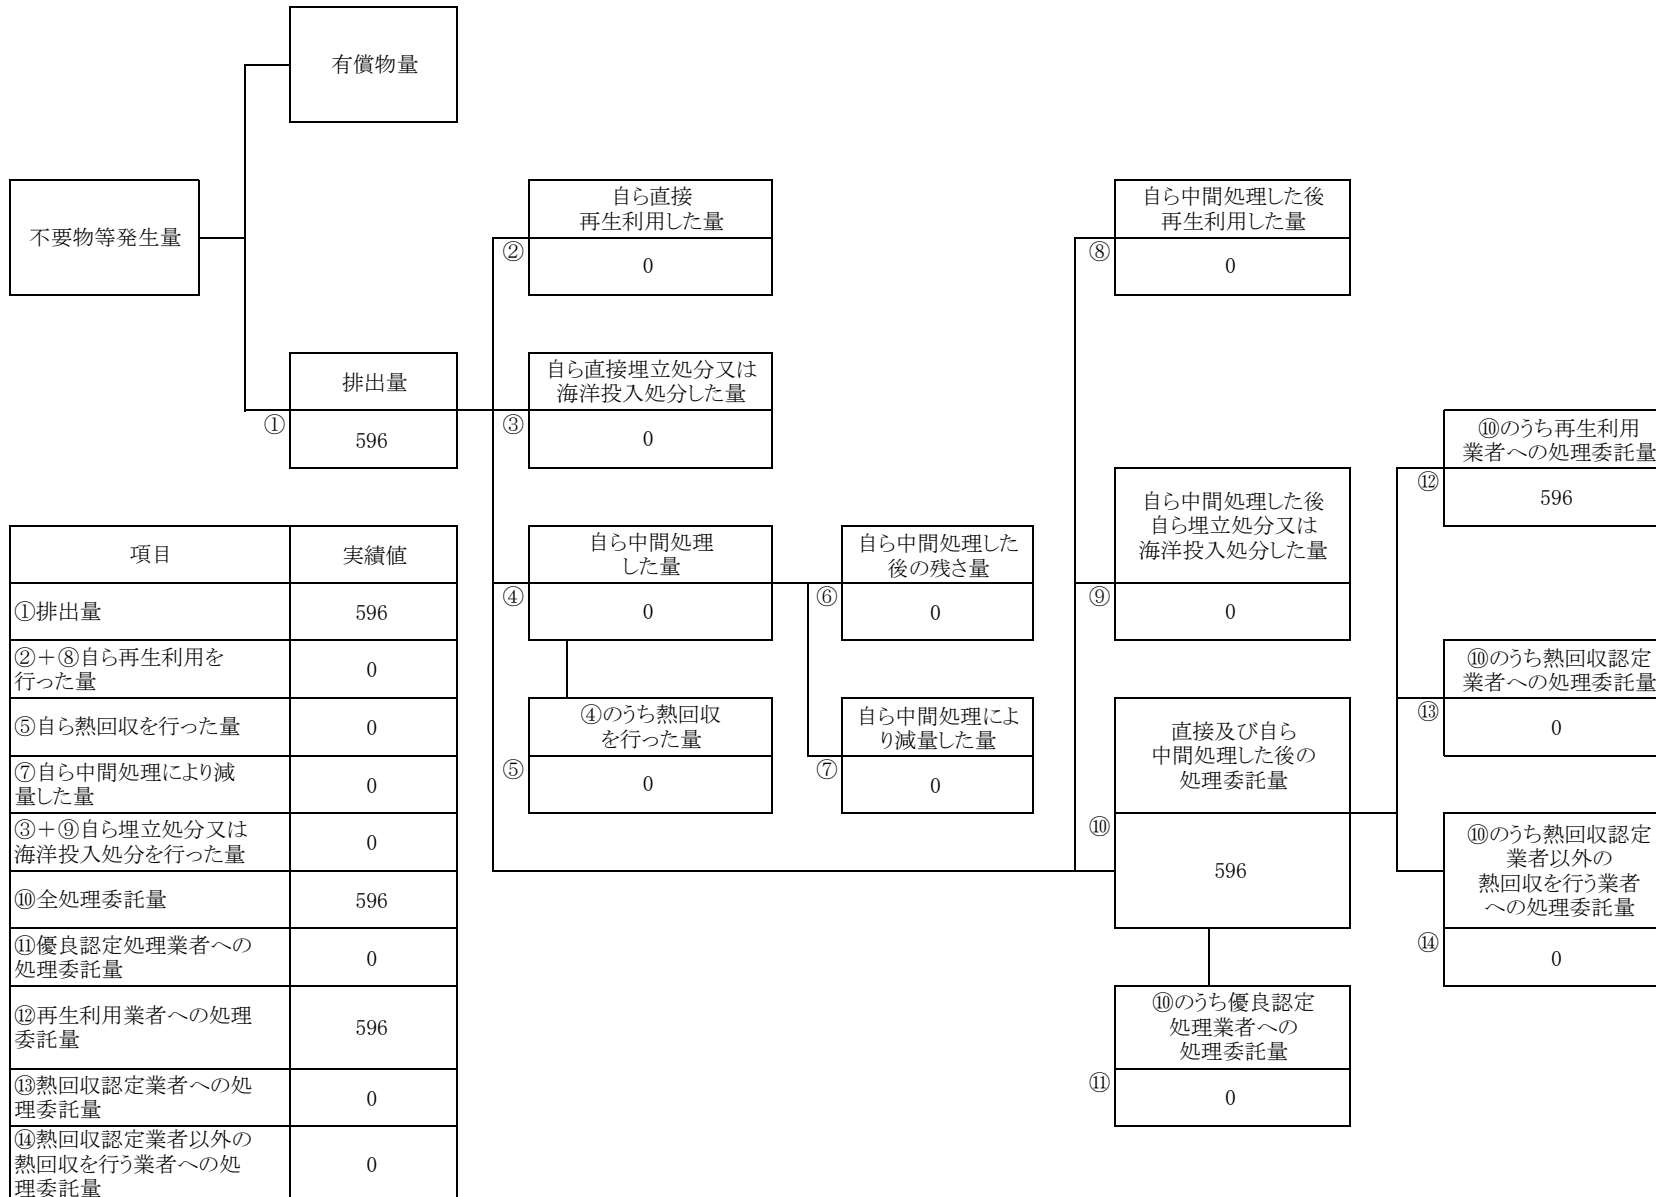 有償物量
不要物等発生量
自ら直接
再生利用した量
②
0
自ら中間処理した後
再生利用した量
⑧
0
排出量
①
596
自ら直接埋立処分又は
海洋投入処分した量
③
0
⑩のうち再生利用
業者への処理委託量
⑫
596
自ら中間処理した後
自ら埋立処分又は
海洋投入処分した量
⑨
0
自ら中間処理
した量
④
0
自ら中間処理した
後の残さ量
⑥
0
⑩のうち熱回収認定
業者への処理委託量
⑬
0
④のうち熱回収
を行った量
⑤
0
自ら中間処理によ
り減量した量
⑦
0
直接及び自ら
中間処理した後の
処理委託量
⑩
596
⑩のうち熱回収認定
業者以外の
熱回収を行う業者
への処理委託量
⑭
0
⑩のうち優良認定
処理業者への
処理委託量
⑪
0
項目 実績値
①排出量 596
②＋⑧自ら再生利用を
行った量 0
⑤自ら熱回収を行った量 0
⑦自ら中間処理により減
量した量 0
③＋⑨自ら埋立処分又は
海洋投入処分を行った量 0
⑩全処理委託量 596
⑪優良認定処理業者への
処理委託量 0
⑫再生利用業者への処理
委託量 596
⑬熱回収認定業者への処
理委託量 0
⑭熱回収認定業者以外の
熱回収を行う業者への処
理委託量 0